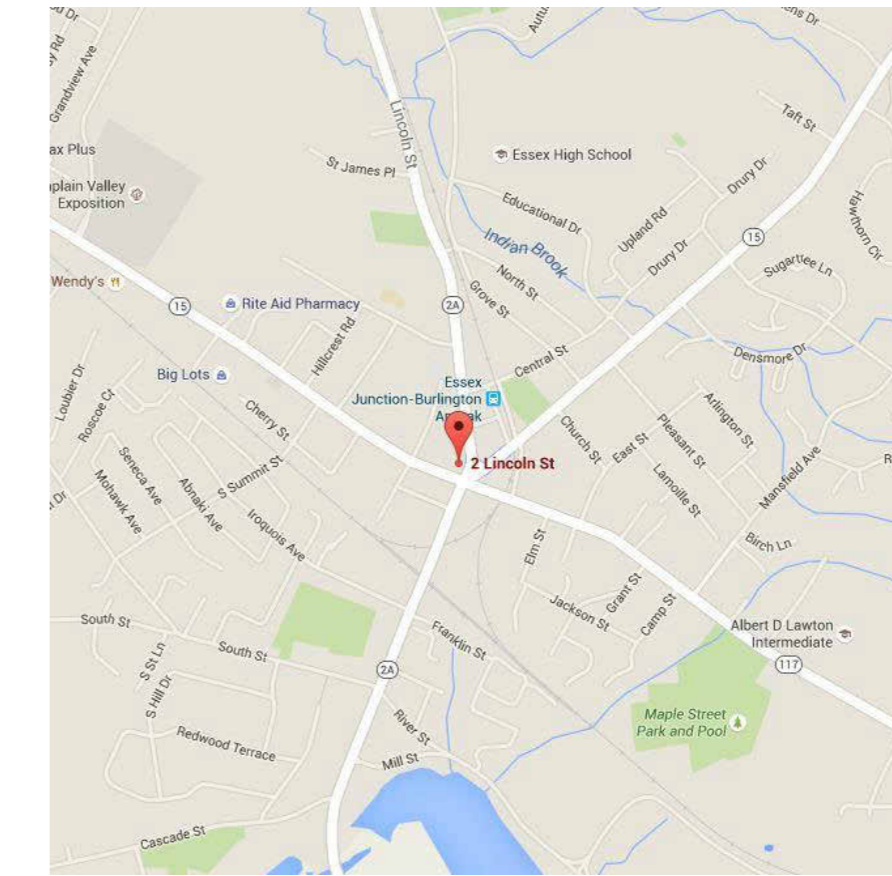 Grandview Ave
Lincoln St
St James Pl
Essex High School
Taft St
Drury Dr
Hawthorn Cir
Educational Dr
Upland Rd
Indian Brook
Drury Dr
15
Sugartree Ln
Valley
Exposition
Wendy's
15
Rite Aid Pharmacy
2A
North St
Grove St
Hillcrest Rd
Central St
Densmore Dr
Big Lots
Essex
Junction-Burlington
Loubier Dr
Roscoe Ct
Cherry St
2 Lincoln St
Church St
East St
Pleasant St
Arlington St
Mansfield Ave
Lamoille St
Seneca Ave
Mohawk Ave
S Summit St
Abnaki Ave
Iroquois Ave
Elm St
Birch Ln
Grant St
Camp St
Jackson St
Albert D Lawton
Intermediate
117
South St
S St Ln
South St
S Hill Dr
Franklin St
2A
Redwood Terrace
River St
Mill St
Maple Street
Park and Pool
Cascade St